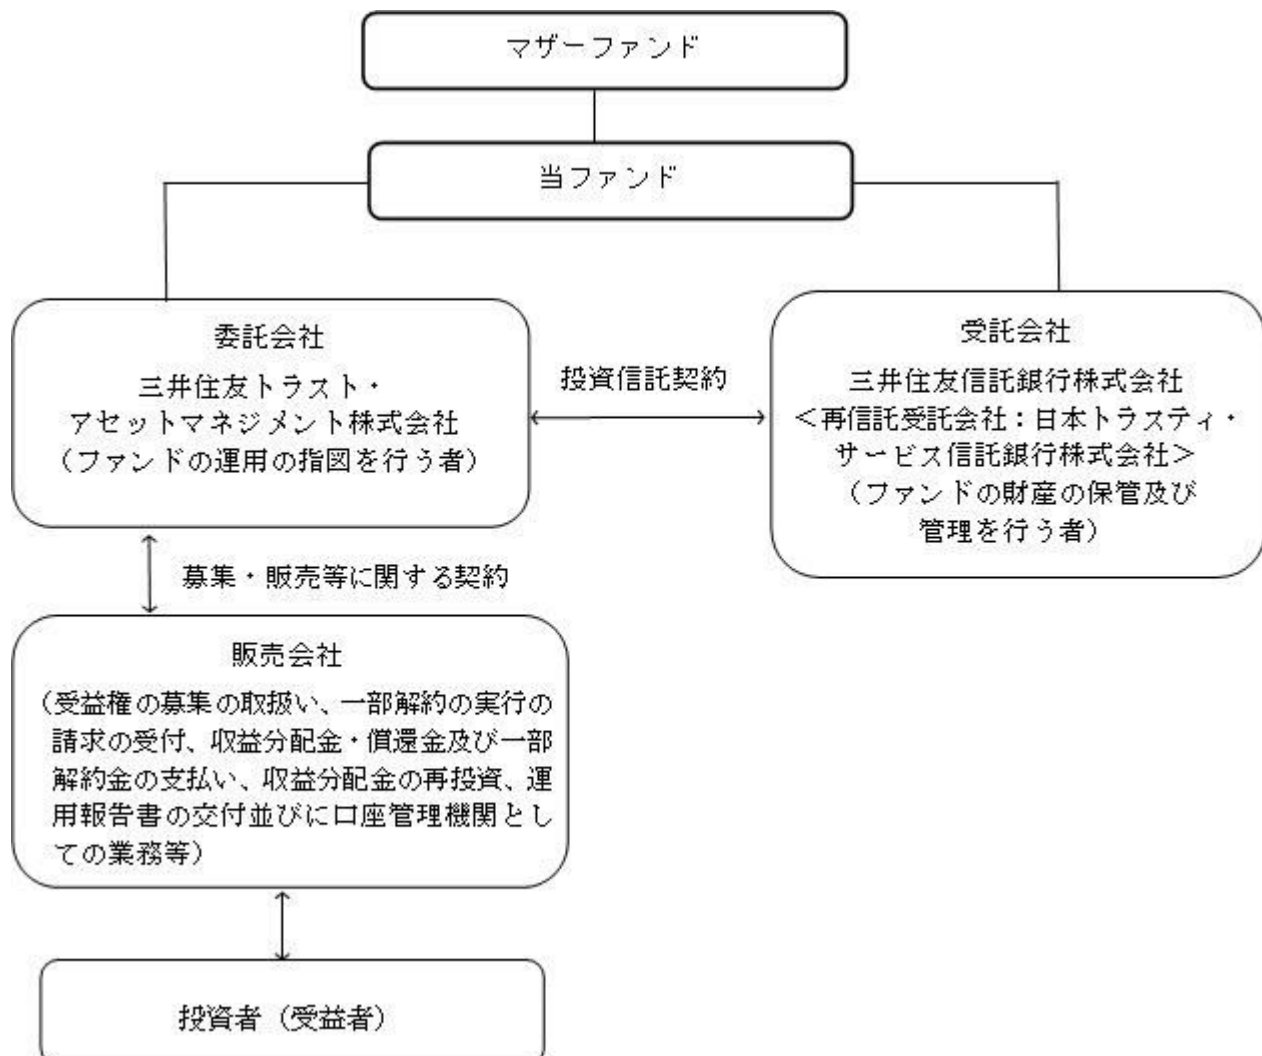 マザーファンド
当ファンド
委託会社
三井住友トラスト・
アセットマネジメント株式会社
（ファンドの運用の指図を行う者）
投資信託契約
受託会社
三井住友信託銀行株式会社
＜再信託受託会社：日本トラスティ・
サービス信託銀行株式会社＞
（ファンドの財産の保管及び
管理を行う者）
募集・販売等に関する契約
販売会社
（受益権の募集の取扱い、一部解約の実行の
請求の受付、収益分配金・償還金及び一部
解約金の支払い、収益分配金の再投資、運
用報告書の交付並びに口座管理機関とし
ての業務等）
投資者（受益者）